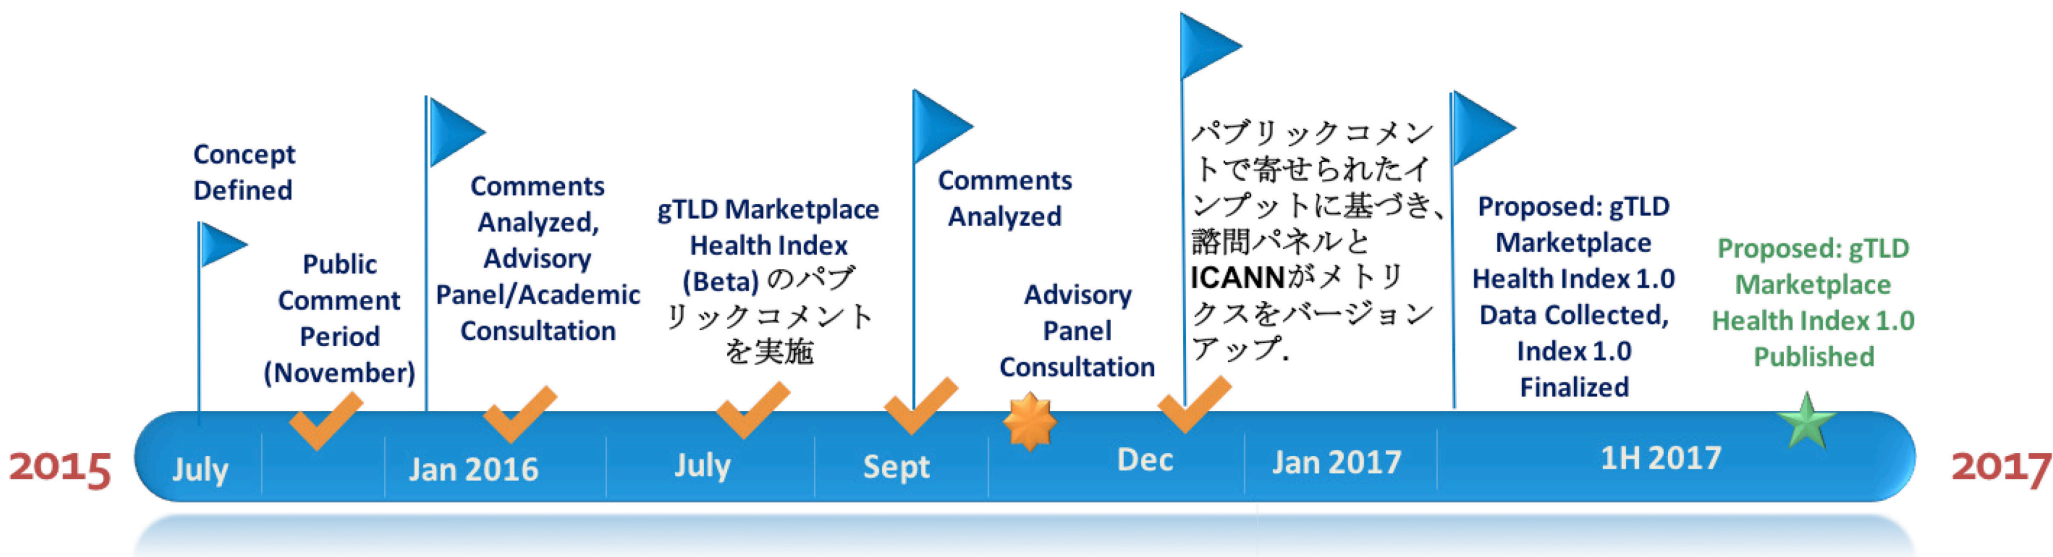 Concept
Defined
Public
Comment
Period
(November)
Comments
Analyzed,
Advisory
Panel/Academic
Consultation
gTLD Marketplace
Health Index
(Beta) のパブ
リックコメント
を実施
Comments
Analyzed
Advisory
Panel
Consultation
パブリックコメン
トで寄せられたイ
ンプットに基づき、
諮問パネルと
ICANNがメトリ
クスをバージョン
アップ.
Proposed: gTLD
Marketplace
Health Index 1.0
Data Collected,
Index 1.0
Finalized
Proposed: gTLD
Marketplace
Health Index 1.0
Published
2015
July
Jan 2016
July
Sept
Dec
Jan 2017
1H 2017
2017